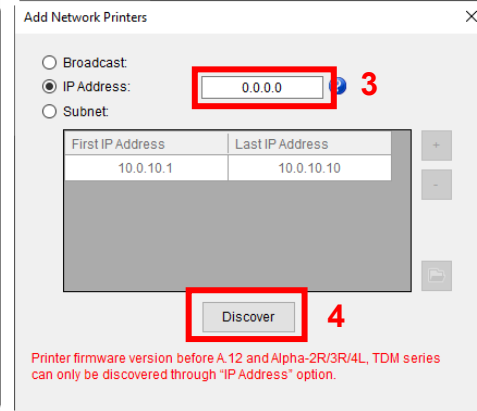 Add Network Printers
Broadcast:
IP Address: 0.0.0.0 ? 3
Subnet:
First IP Address Last IP Address +
10.0.10.1 10.0.10.10
-
Discover 4
Printer firmware version before A.12 and Alpha-2R/3R/4L, TDM series
can only be discovered through "IP Address" option.